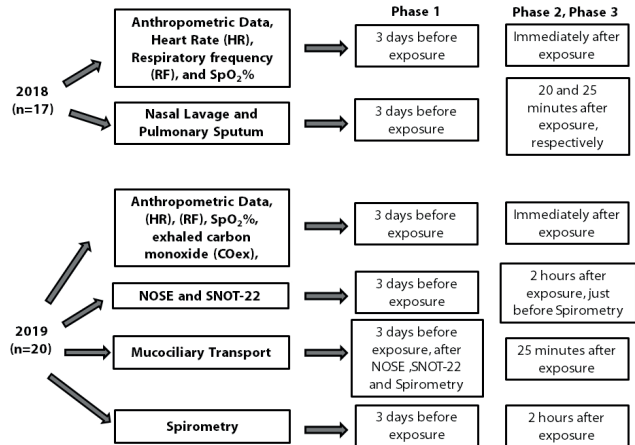 Phase 1
Phase 2, Phase 3
2018
(n=17)
Anthropometric Data,
Heart Rate (HR),
Respiratory frequency
(RF), and SpO₂%
3 days before
exposure
Immediately after
exposure
Nasal Lavage and
Pulmonary Sputum
3 days before
exposure
20 and 25
minutes after
exposure,
respectively
2019
(n=20)
Anthropometric Data,
(HR), (RF), SpO₂%,
exhaled carbon
monoxide (COex),
3 days before
exposure
Immediately after
exposure
NOSE and SNOT-22
3 days before
exposure
2 hours after
exposure, just
before Spirometry
Mucociliary Transport
3 days before
exposure, after
NOSE ,SNOT-22
and Spirometry
25 minutes after
exposure
Spirometry
3 days before
exposure
2 hours after
exposure